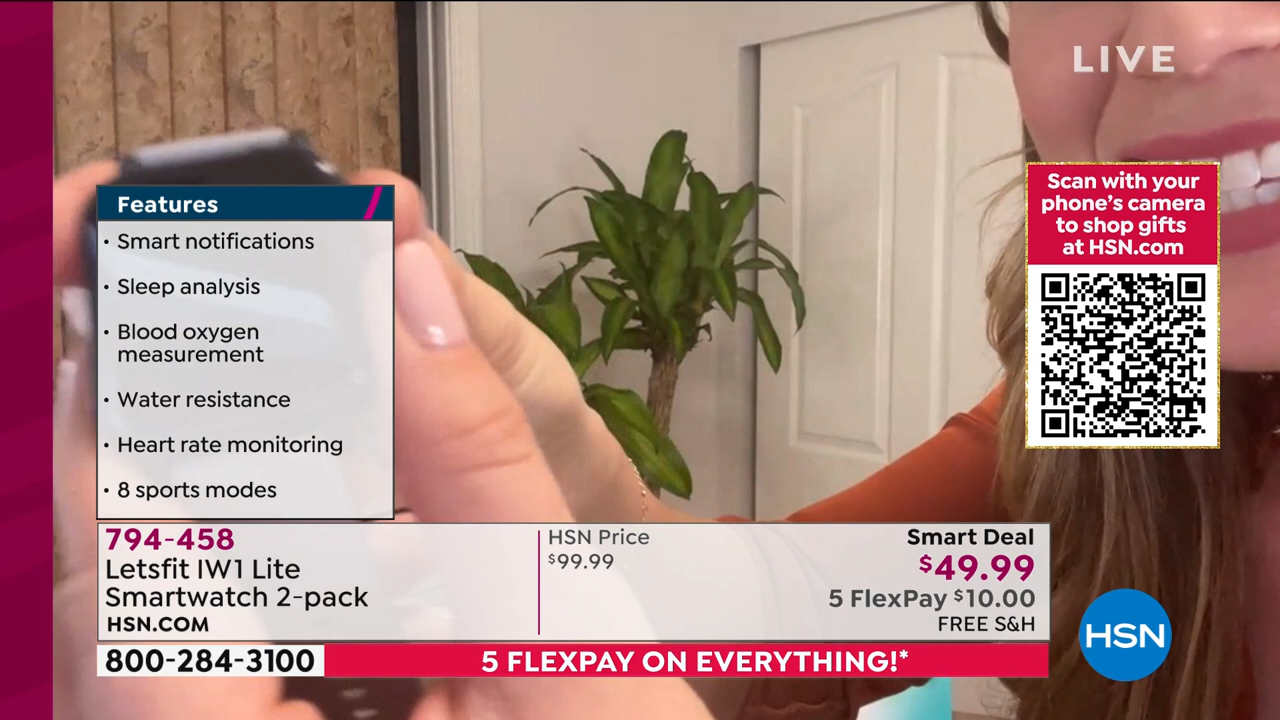 LIVE
Scan with your
phone's camera
to shop gifts
at HSN.com
Features
• Smart notifications
• Sleep analysis
• Blood oxygen
measurement
• Water resistance
• Heart rate monitoring
• 8 sports modes
794-458
Letsfit IW1 Lite
Smartwatch 2-pack
HSN.COM
HSN Price
$99.99
Smart Deal
$49.99
5 FlexPay $10.00
FREE S&H
HSN
800-284-3100
5 FLEXPAY ON EVERYTHING!*